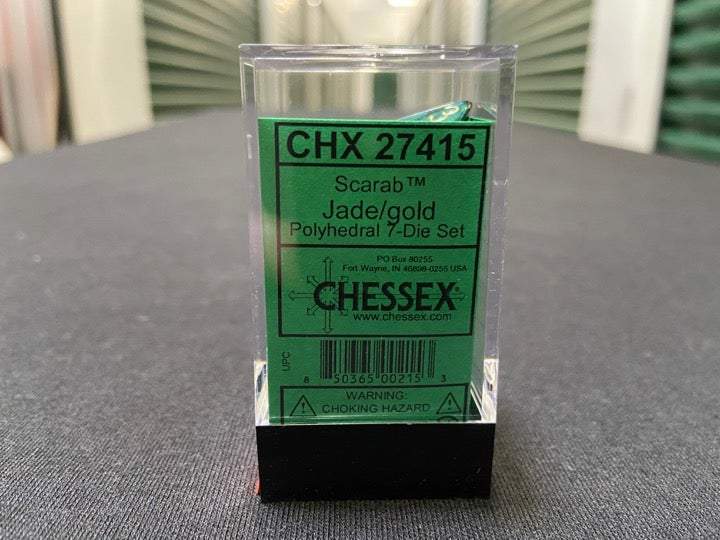 CHX 27415
Scarab™
Jade/gold
Polyhedral 7-Die Set
PO Box 80255
Fort Wayne, IN 46898-0255 USA
CHESSEX®
www.chessex.com
UPC
8 50365 00215 3
WARNING:
CHOKING HAZARD